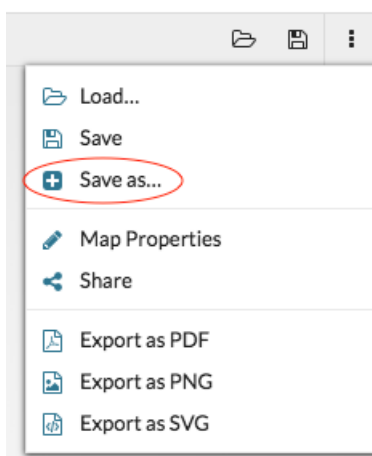 Load...
Save
Save as...
Map Properties
Share
Export as PDF
Export as PNG
Export as SVG